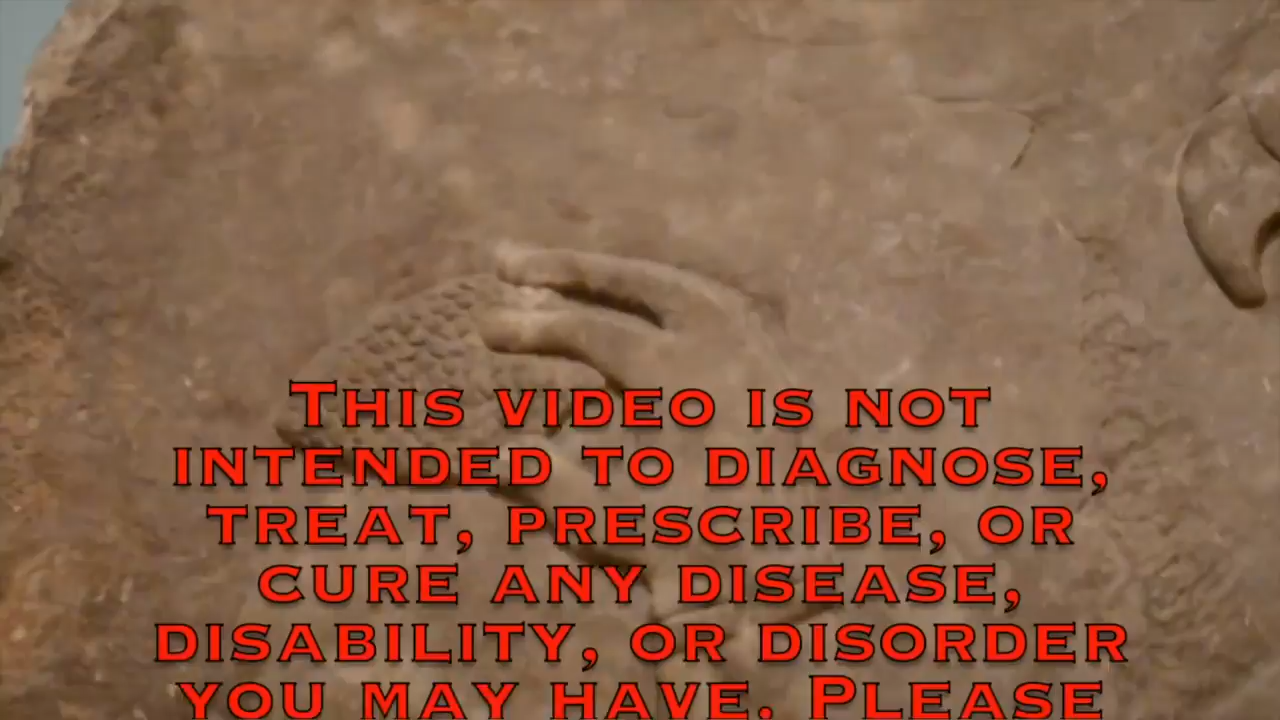 THIS VIDEO IS NOT
INTENDED TO DIAGNOSE,
TREAT, PRESCRIBE, OR
CURE ANY DISEASE,
DISABILITY, OR DISORDER
YOU MAY HAVE. PLEASE